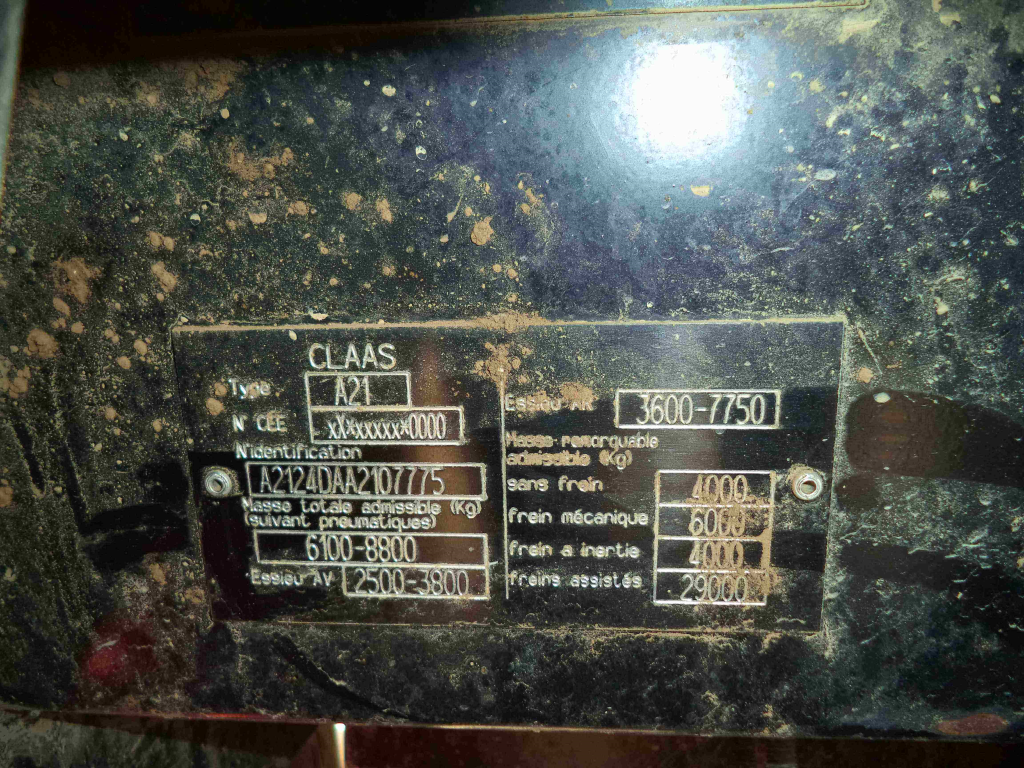 CLAAS
Type A21
N° CEE xX*xxxxx*0000
N°identification
A2124DAA2107775
Masse totale admissible (Kg)
(suivant pneumatiques)
6100-8800
Essieu AV 2500-3800
Essieu AR 3600-7750
Masse remorquable
admissible (Kg)
sans frein 4000
frein mécanique 6000
frein a inertie 4000
freins assistés 29000